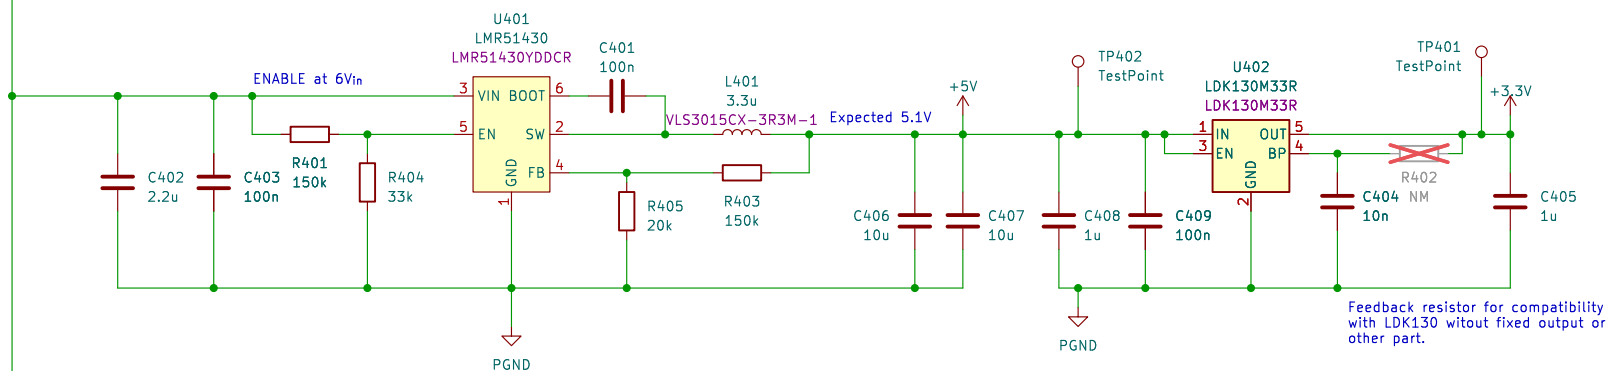 U401
LMR51430
LMR51430YDDCR
ENABLE at 6Vin
3
VIN
BOOT
6
5
EN
SW
2
FB
4
GND
1
C401
100n
L401
3.3u
VLS3015CX-3R3M-1
Expected 5.1V
+5V
R401
150k
R404
33k
C402
2.2u
C403
100n
R403
150k
R405
20k
C406
10u
C407
10u
PGND
TP402
TestPoint
U402
LDK130M33R
LDK130M33R
1
IN
OUT
5
3
EN
BP
4
GND
2
TP401
TestPoint
+3.3V
R402
NM
C408
1u
C409
100n
C404
10n
C405
1u
PGND
Feedback resistor for compatibility
with LDK130 witout fixed output or
other part.